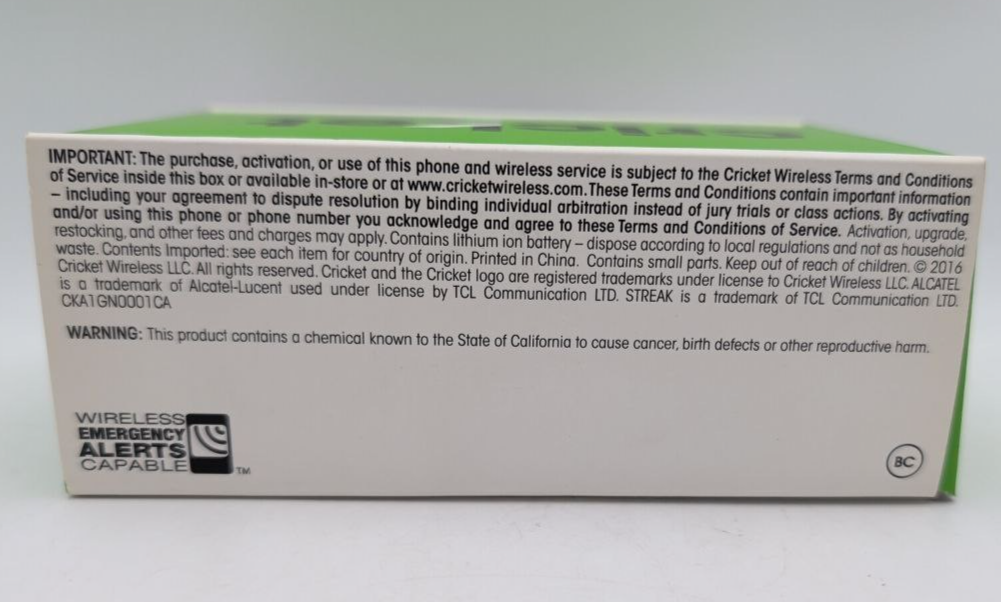 cricket
IMPORTANT: The purchase, activation, or use of this phone and wireless service is subject to the Cricket Wireless Terms and Conditions
of Service inside this box or available in-store or at www.cricketwireless.com. These Terms and Conditions contain important information
– including your agreement to dispute resolution by binding individual arbitration instead of jury trials or class actions. By activating
and/or using this phone or phone number you acknowledge and agree to these Terms and Conditions of Service. Activation, upgrade,
restocking, and other fees and charges may apply. Contains lithium ion battery – dispose according to local regulations and not as household
waste. Contents Imported: see each item for country of origin. Printed in China. Contains small parts. Keep out of reach of children. © 2016
Cricket Wireless LLC. All rights reserved. Cricket and the Cricket logo are registered trademarks under license to Cricket Wireless LLC. ALCATEL
is a trademark of Alcatel-Lucent used under license by TCL Communication LTD. STREAK is a trademark of TCL Communication LTD.
CKA1GN0001CA
WARNING: This product contains a chemical known to the State of California to cause cancer, birth defects or other reproductive harm.
WIRELESS
EMERGENCY
ALERTS
CAPABLE
TM
BC